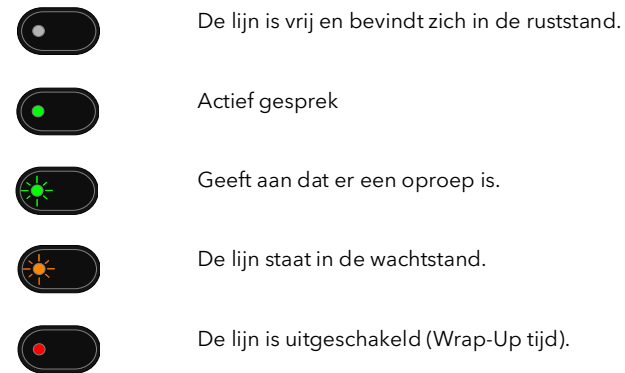 De lijn is vrij en bevindt zich in de ruststand.
Actief gesprek
Geeft aan dat er een oproep is.
De lijn staat in de wachtstand.
De lijn is uitgeschakeld (Wrap-Up tijd).